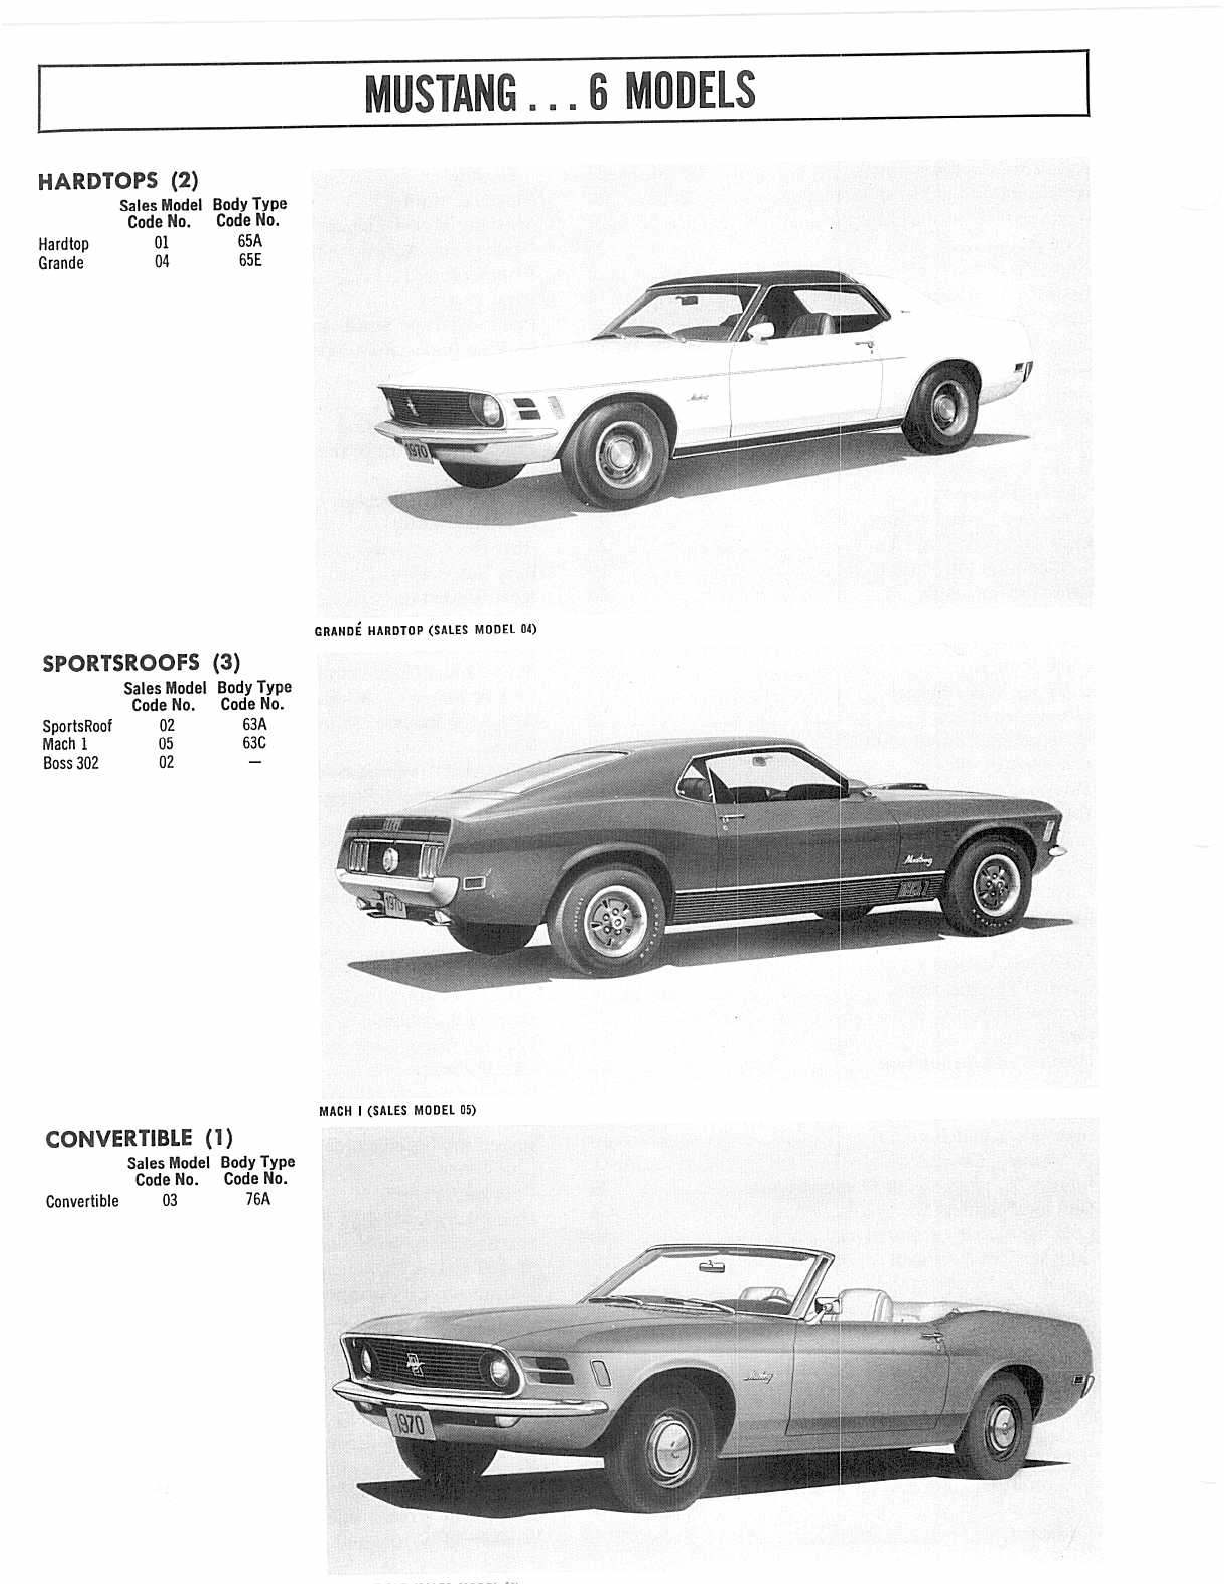 MUSTANG . . . 6 MODELS
HARDTOPS (2)
Sales Model Body Type
Code No. Code No.
Hardtop 01 65A
Grande 04 65E
1970
GRANDÉ HARDTOP (SALES MODEL 04)
SPORTSROOFS (3)
Sales Model Body Type
Code No. Code No.
SportsRoof 02 63A
Mach 1 05 63C
Boss 302 02 —
Mustang
1970
MACH I (SALES MODEL 05)
CONVERTIBLE (1)
Sales Model Body Type
Code No. Code No.
Convertible 03 76A
Mustang
1970